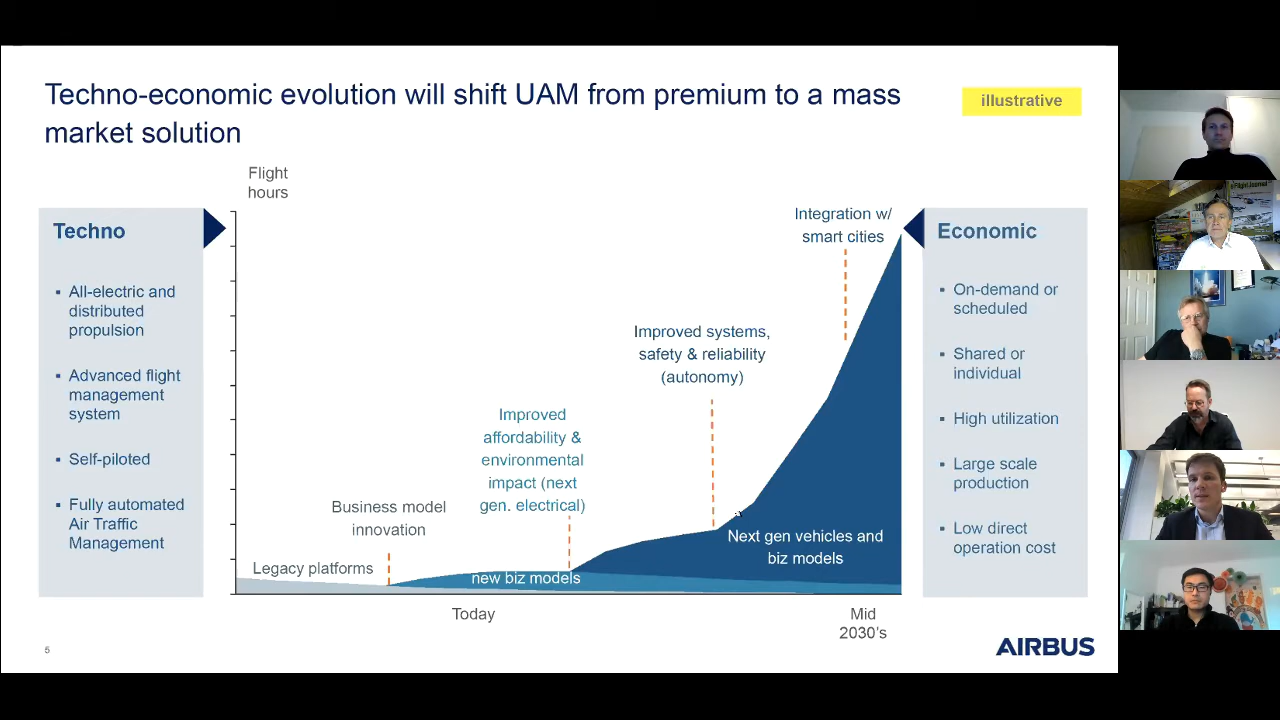 Techno-economic evolution will shift UAM from premium to a mass
market solution
illustrative
Flight
hours
Techno
▪ All-electric and
distributed
propulsion
▪ Advanced flight
management
system
▪ Self-piloted
▪ Fully automated
Air Traffic
Management
Legacy platforms
Business model
innovation
Improved
affordability &
environmental
impact (next
gen. electrical)
new biz models
Improved systems,
safety & reliability
(autonomy)
Next gen vehicles and
biz models
Integration w/
smart cities
Today
Mid
2030's
Economic
▪ On-demand or
scheduled
▪ Shared or
individual
▪ High utilization
▪ Large scale
production
▪ Low direct
operation cost
5
AIRBUS
eFlightJournal